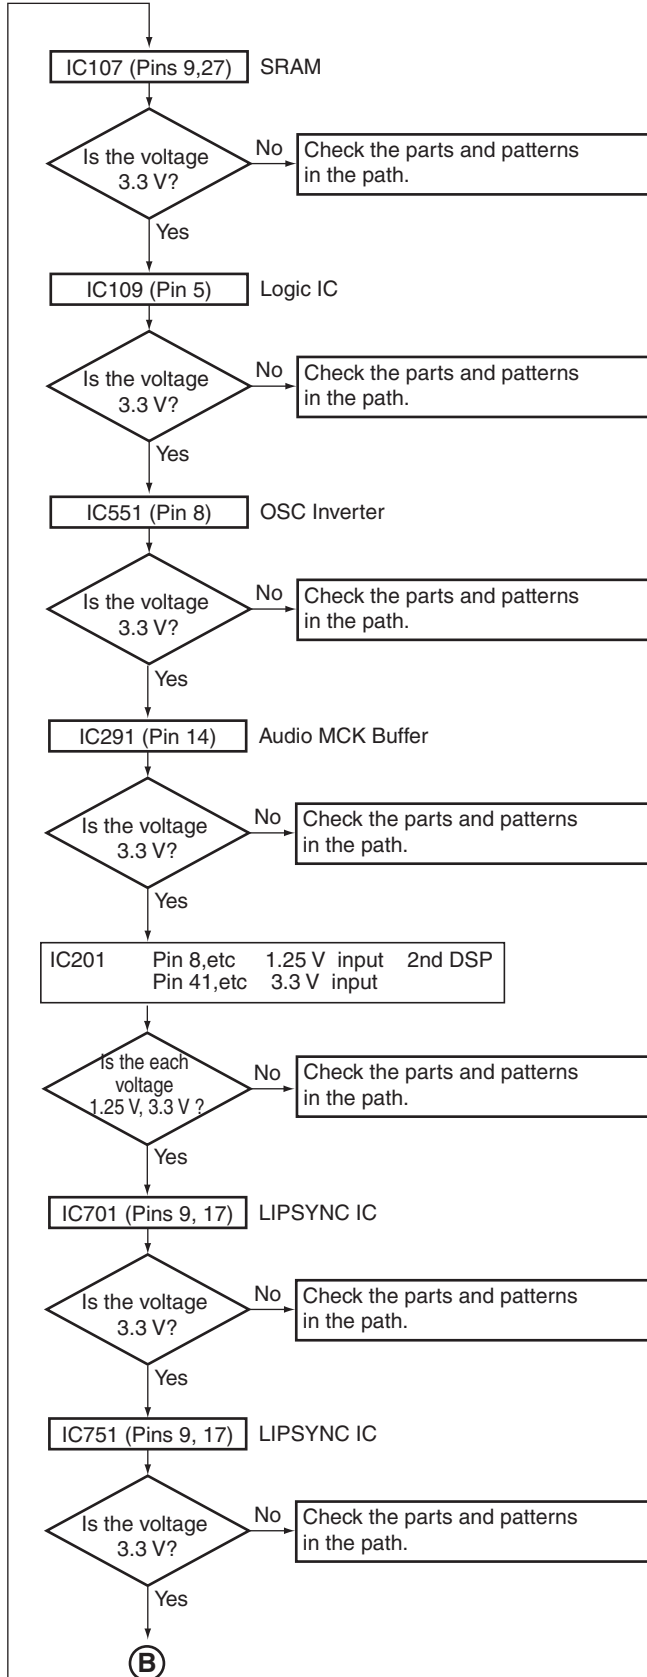 IC107 (Pins 9,27) SRAM
Is the voltage
3.3 V?
No
Check the parts and patterns
in the path.
Yes
IC109 (Pin 5) Logic IC
Is the voltage
3.3 V?
No
Check the parts and patterns
in the path.
Yes
IC551 (Pin 8) OSC Inverter
Is the voltage
3.3 V?
No
Check the parts and patterns
in the path.
Yes
IC291 (Pin 14) Audio MCK Buffer
Is the voltage
3.3 V?
No
Check the parts and patterns
in the path.
Yes
IC201 Pin 8,etc 1.25 V input 2nd DSP
Pin 41,etc 3.3 V input
Is the each
voltage
1.25 V, 3.3 V ?
No
Check the parts and patterns
in the path.
Yes
IC701 (Pins 9, 17) LIPSYNC IC
Is the voltage
3.3 V?
No
Check the parts and patterns
in the path.
Yes
IC751 (Pins 9, 17) LIPSYNC IC
Is the voltage
3.3 V?
No
Check the parts and patterns
in the path.
Yes
B